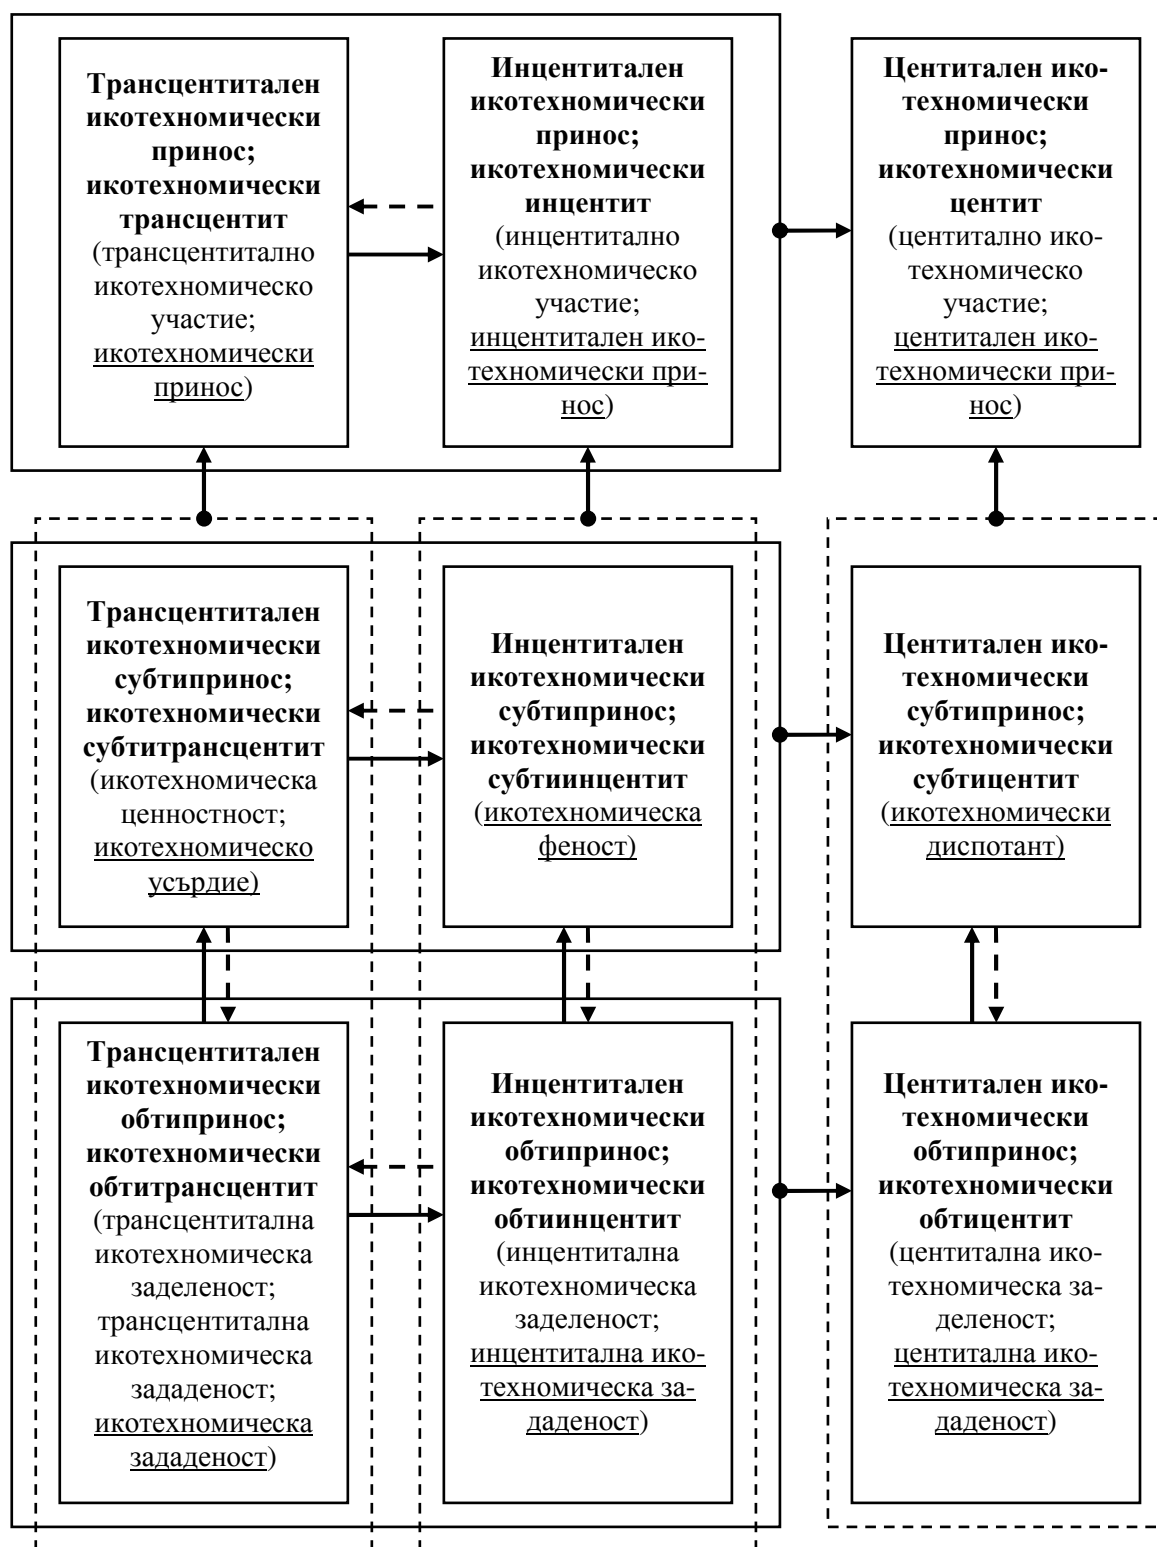 Трансцентитален
икотехномически
принос;
икотехномически
трансцентит
(трансцентитално
икотехномическо
участие;
икотехномически
принос)
Инцентитален
икотехномически
принос;
икотехномически
инцентит
(инцентитално
икотехномическо
участие;
инцентитален ико-
техномически при-
нос)
Центитален ико-
техномически
принос;
икотехномически
центит
(центитално ико-
техномическо
участие;
центитален ико-
техномически при-
нос)
Трансцентитален
икотехномически
субтипринос;
икотехномически
субтитрансцентит
(икотехномическа
ценностност;
икотехномическо
усърдие)
Инцентитален
икотехномически
субтипринос;
икотехномически
субтиинцентит
(икотехномическа
феност)
Центитален ико-
техномически
субтипринос;
икотехномически
субтицентит
(икотехномически
диспотант)
Трансцентитален
икотехномически
обтипринос;
икотехномически
обтитрансцентит
(трансцентитална
икотехномическа
заделеност;
трансцентитална
икотехномическа
зададеност;
икотехномическа
зададеност)
Инцентитален
икотехномически
обтипринос;
икотехномически
обтиинцентит
(инцентитална
икотехномическа
заделеност;
инцентитална ико-
техномическа за-
даденост)
Центитален ико-
техномически
обтипринос;
икотехномически
обтицентит
(центитална ико-
техномическа за-
деленост;
центитална ико-
техномическа за-
даденост)